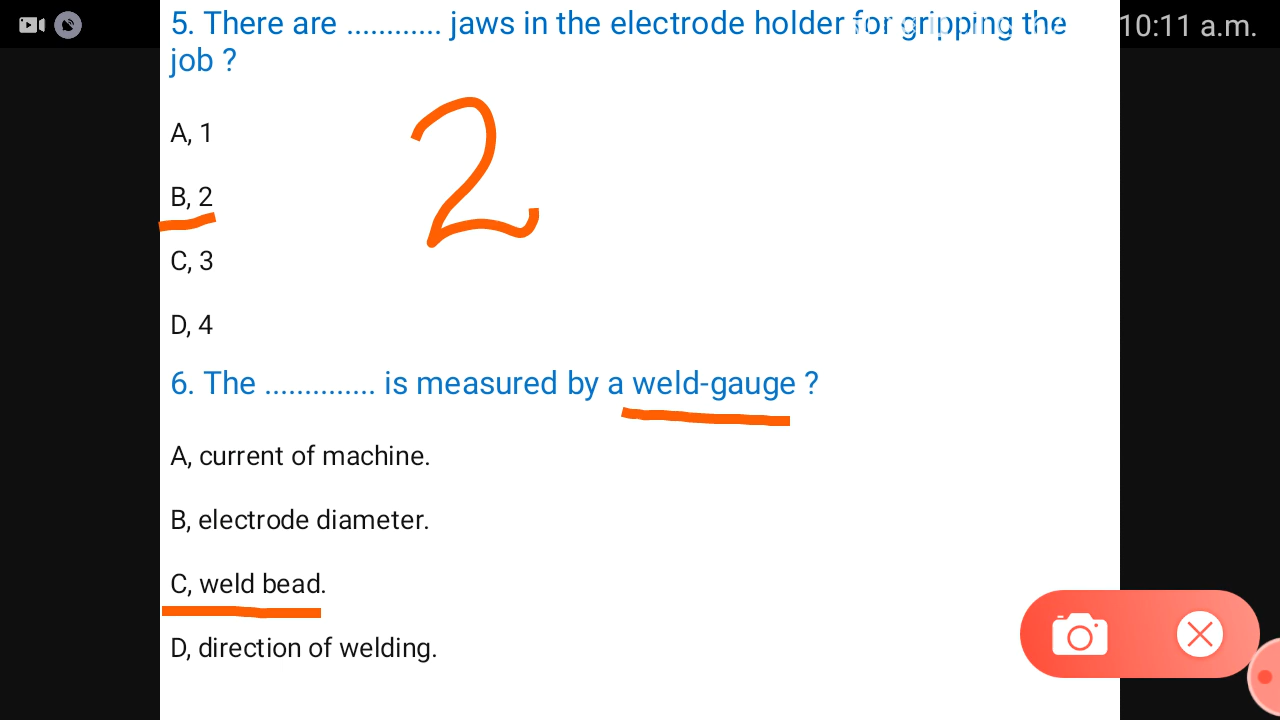 5. There are ............ jaws in the electrode holder for gripping the
10:11 a.m.
job ?
A, 1
2
B, 2
C, 3
D, 4
6. The .............. is measured by a weld-gauge ?
A, current of machine.
B, electrode diameter.
C, weld bead.
D, direction of welding.